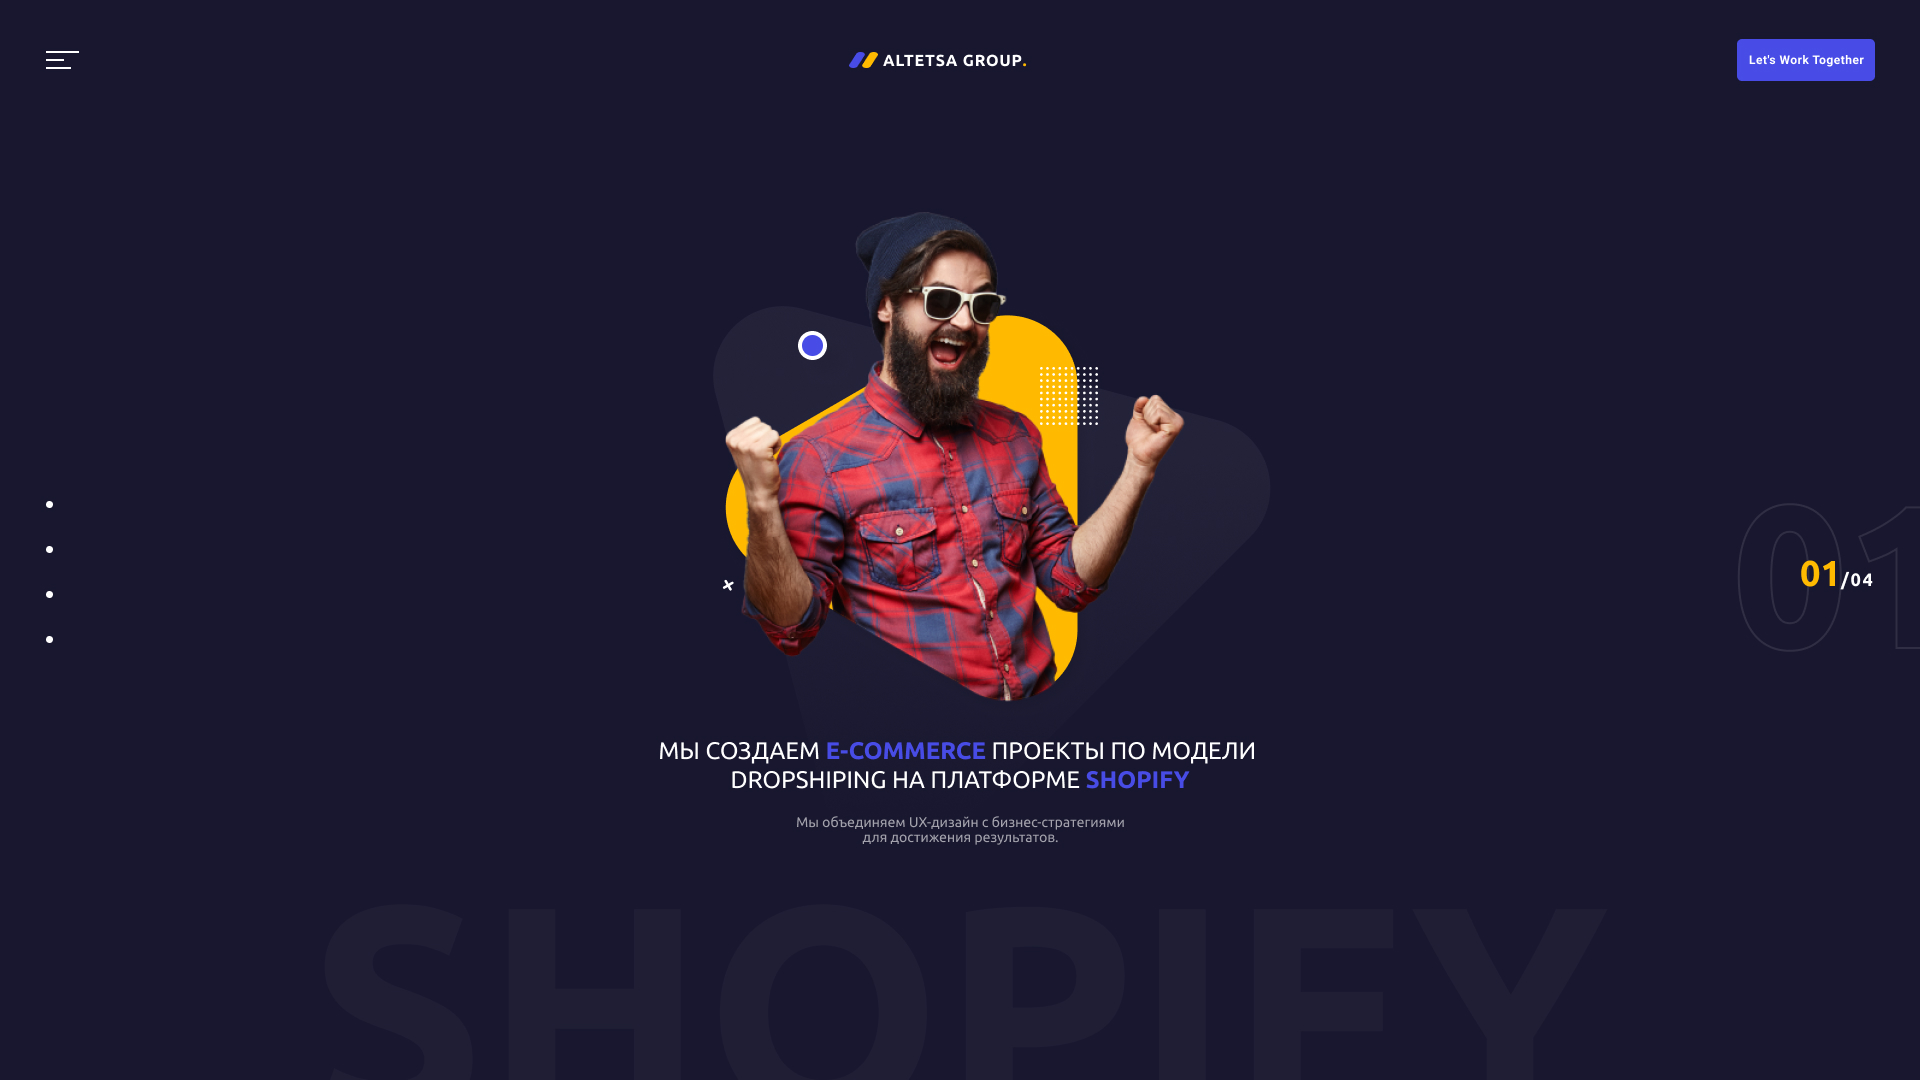 ALTETSA GROUP.
Let's Work Together
01
01/04
МЫ СОЗДАЕМ E-COMMERCE ПРОЕКТЫ ПО МОДЕЛИ
DROPSHIPING НА ПЛАТФОРМЕ SHOPIFY
Мы объединяем UX-дизайн с бизнес-стратегиями
для достижения результатов.
SHOPIFY